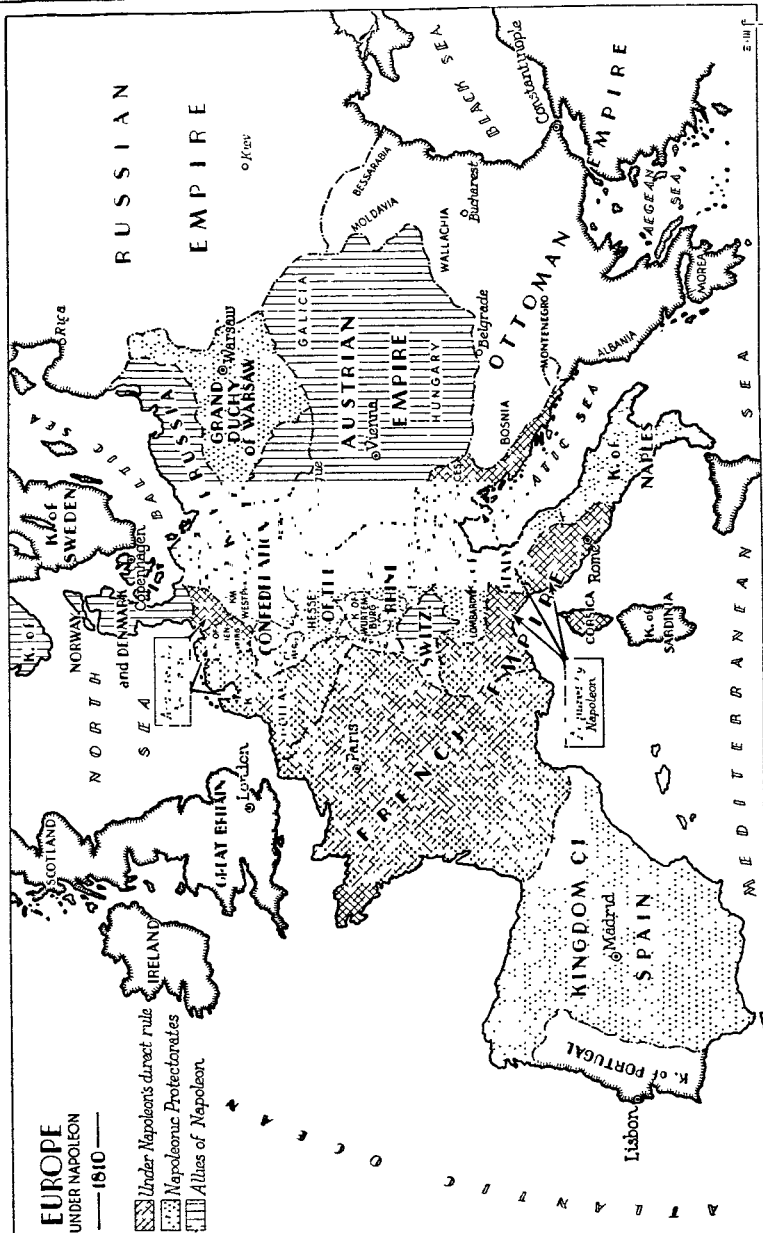 EUROPE
UNDER NAPOLEON
1810
Under Napoleon's direct rule
Napoleonic Protectorates
Allies of Napoleon
ATLANTIC OCEAN
IRELAND
SCOTLAND
GREAT BRITAIN
London
NORTH SEA
NORWAY
and DENMARK
Copenhagen
K. of SWEDEN
BALTIC SEA
Riga
RUSSIAN
EMPIRE
Kiev
GRAND
DUCHY
OF WARSAW
Warsaw
CONFEDERATION
OF THE
RHINE
HESSE
SWITZ
LOMBARDY
FRENCH EMPIRE
Paris
KINGDOM
SPAIN
Madrid
K. of PORTUGAL
Lisbon
Napoleon
CORSICA
K. of
SARDINIA
Rome
K. of
NAPLES
AUSTRIAN
EMPIRE
Vienna
HUNGARY
GALICIA
BESSARABIA
MOLDAVIA
WALLACHIA
Bucharest
Belgrade
BOSNIA
MONTENEGRO
ALBANIA
OTTOMAN
EMPIRE
BLACK SEA
Constantinople
AEGEAN
SEA
MOREA
MEDITERRANEAN SEA